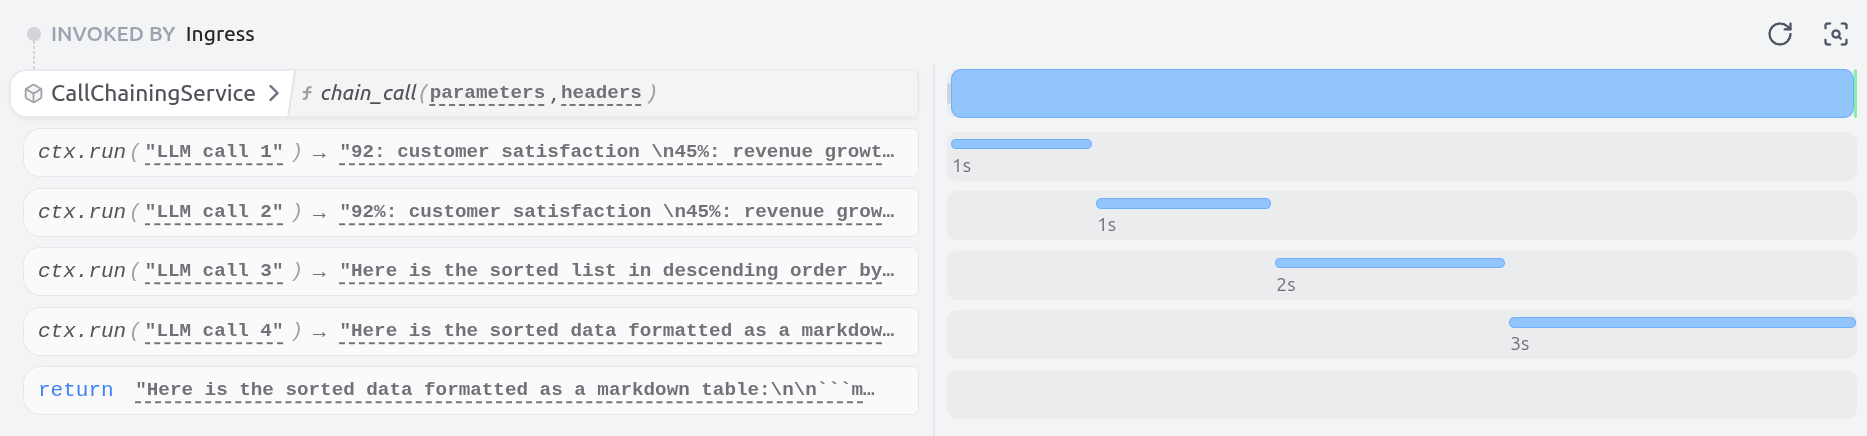 INVOKED BY Ingress
CallChainingService > f chain_call(parameters,headers)
ctx.run("LLM call 1") → "92: customer satisfaction \n45%: revenue growt…
1s
ctx.run("LLM call 2") → "92%: customer satisfaction \n45%: revenue grow…
1s
ctx.run("LLM call 3") → "Here is the sorted list in descending order by…
2s
ctx.run("LLM call 4") → "Here is the sorted data formatted as a markdow…
3s
return "Here is the sorted data formatted as a markdown table:\n\n```m…